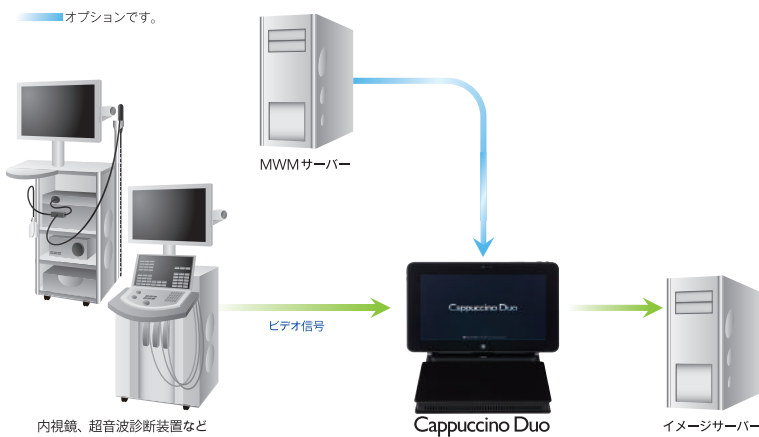 オプションです。
MWMサーバー
Cappuccino Duo
ビデオ信号
内視鏡、超音波診断装置など
Cappuccino Duo
イメージサーバー